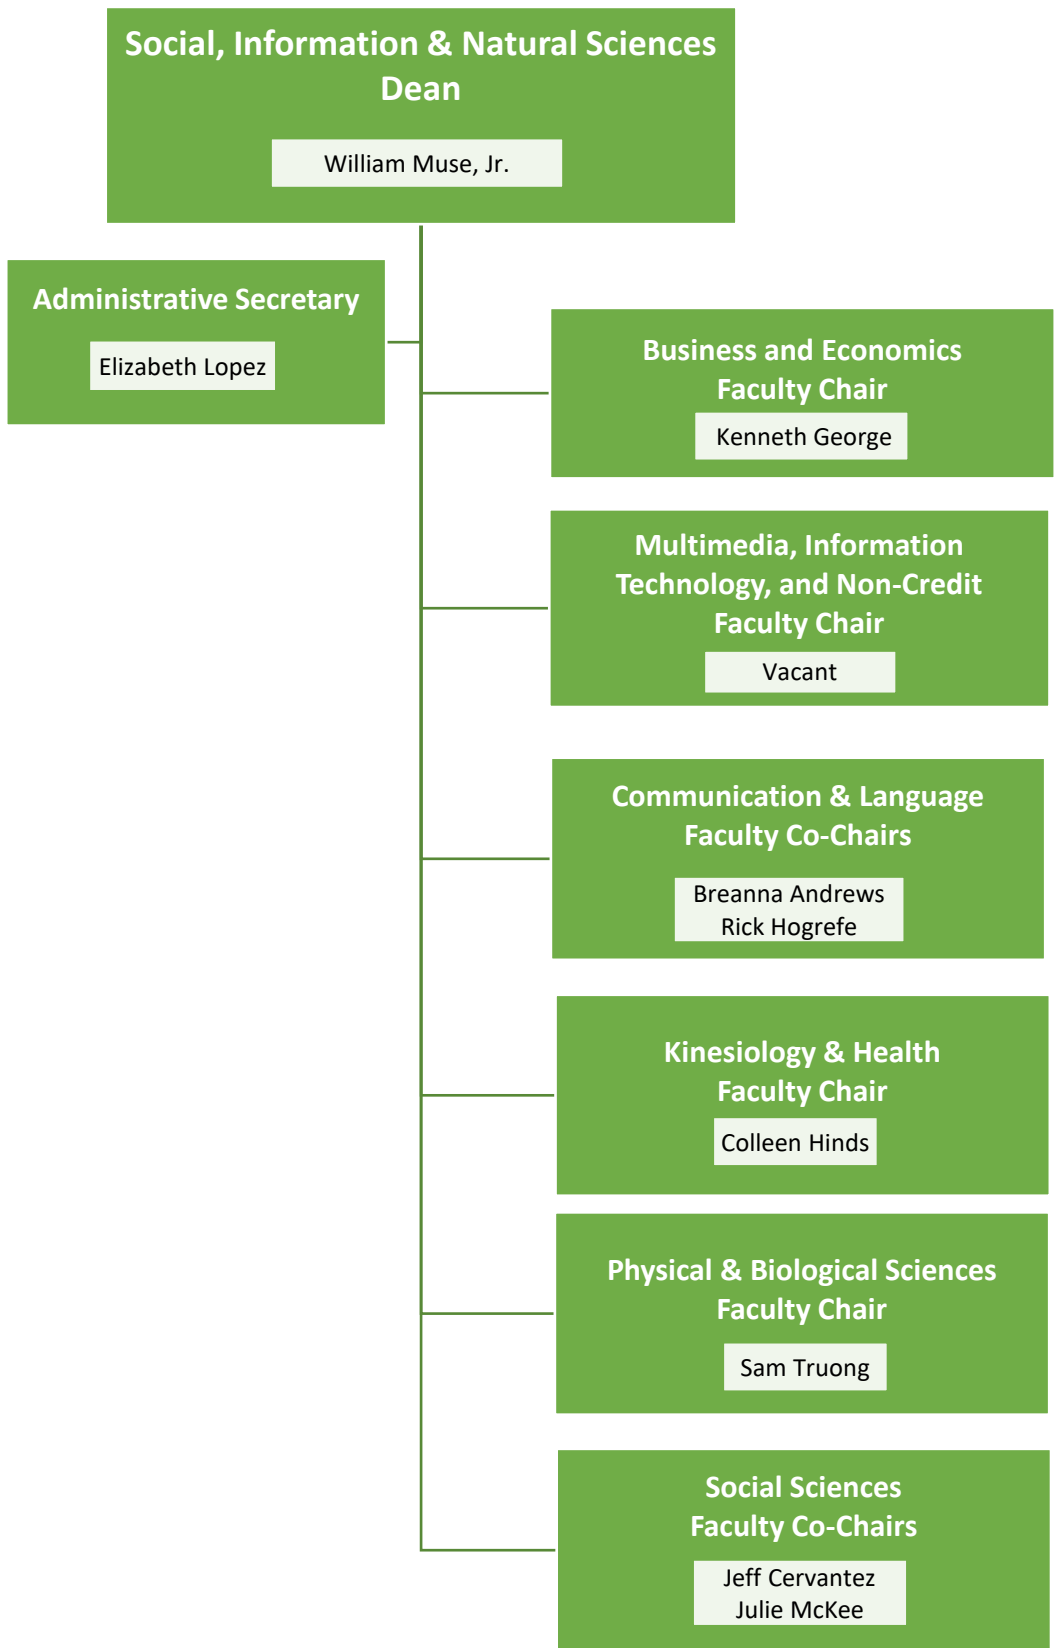 Social, Information & Natural Sciences
Dean
William Muse, Jr.
Administrative Secretary
Elizabeth Lopez
Business and Economics
Faculty Chair
Kenneth George
Multimedia, Information
Technology, and Non-Credit
Faculty Chair
Vacant
Communication & Language
Faculty Co-Chairs
Breanna Andrews
Rick Hogrefe
Kinesiology & Health
Faculty Chair
Colleen Hinds
Physical & Biological Sciences
Faculty Chair
Sam Truong
Social Sciences
Faculty Co-Chairs
Jeff Cervantez
Julie McKee